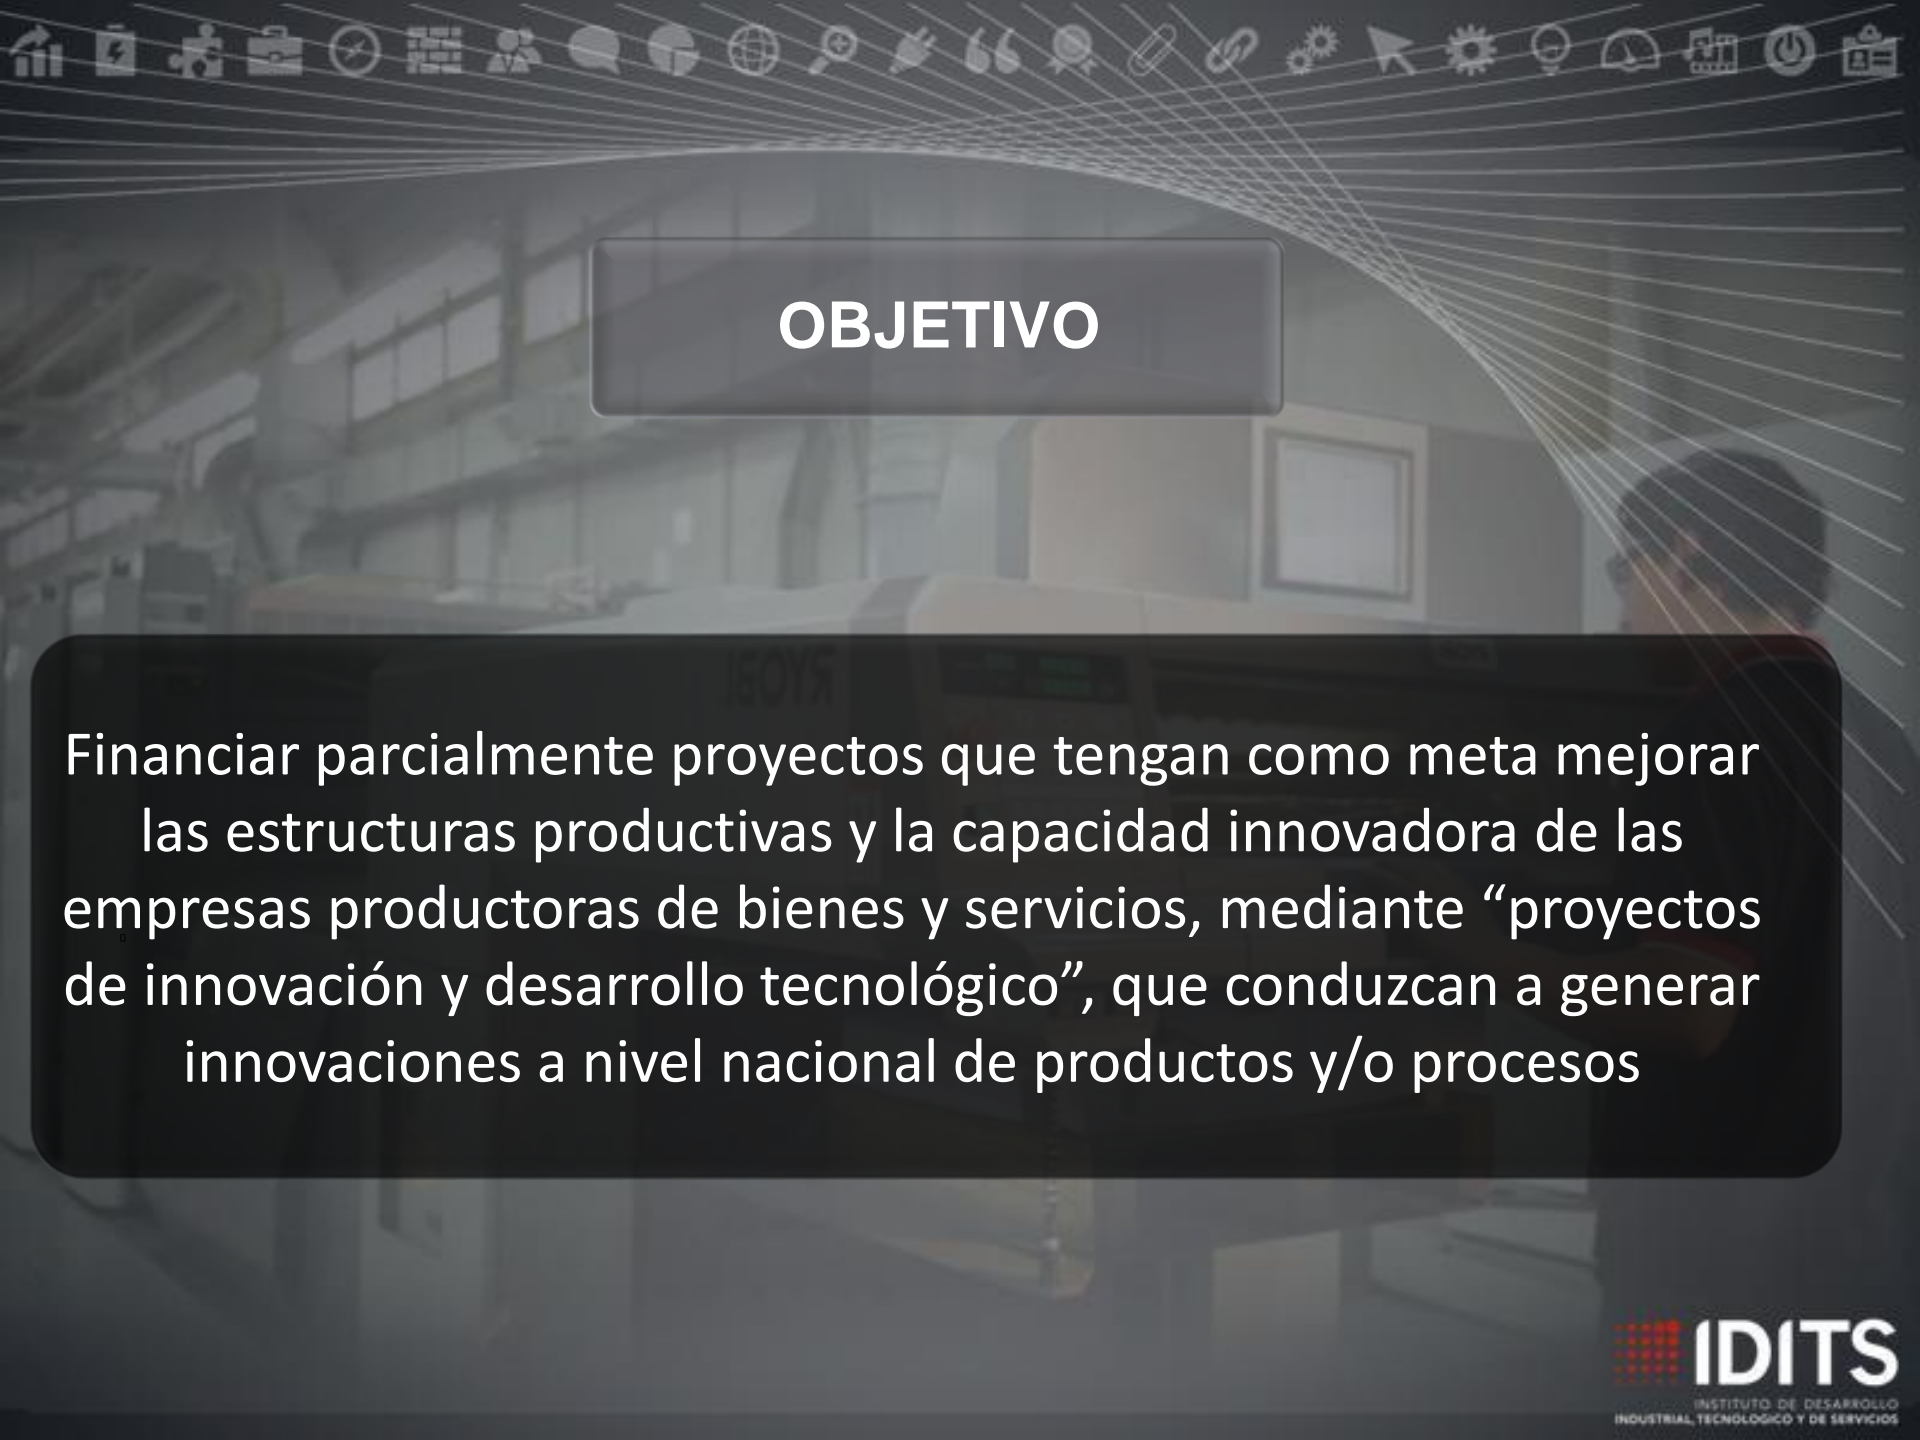 OBJETIVO
RYOBI
Financiar parcialmente proyectos que tengan como meta mejorar
las estructuras productivas y la capacidad innovadora de las
empresas productoras de bienes y servicios, mediante “proyectos
de innovación y desarrollo tecnológico”, que conduzcan a generar
innovaciones a nivel nacional de productos y/o procesos
IDITS
INSTITUTO DE DESARROLLO
INDUSTRIAL, TECNOLOGICO Y DE SERVICIOS